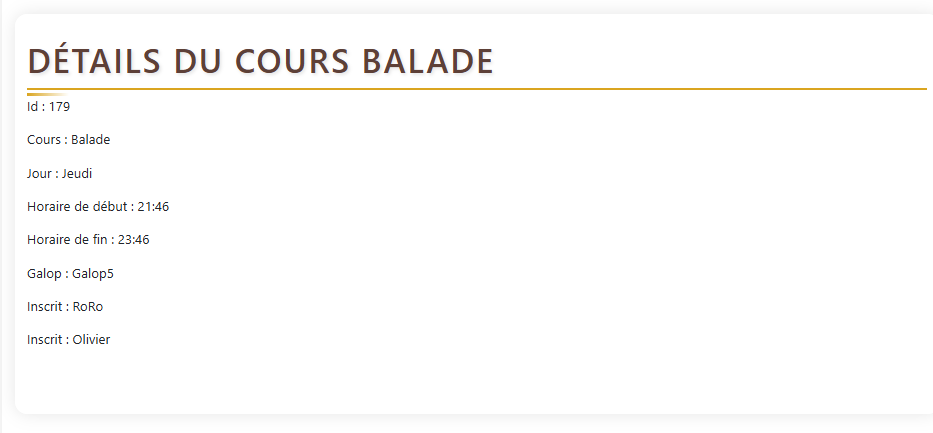 DÉTAILS DU COURS BALADE
Id : 179
Cours : Balade
Jour : Jeudi
Horaire de début : 21:46
Horaire de fin : 23:46
Galop : Galop5
Inscrit : RoRo
Inscrit : Olivier